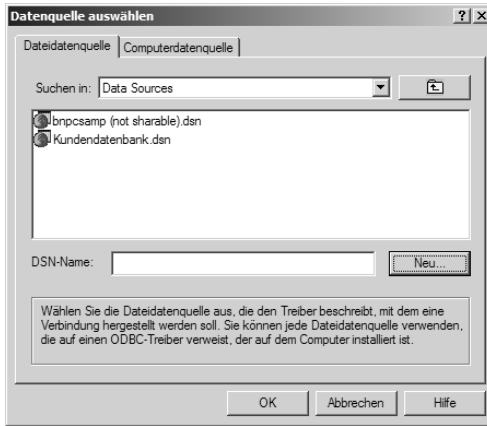 Datenquelle auswählen
Dateidatenquelle Computerdatenquelle
Suchen in: Data Sources
bnpcsamp (not sharable).dsn
Kundendatenbank.dsn
DSN-Name: Neu...
Wählen Sie die Dateidatenquelle aus, die den Treiber beschreibt, mit dem eine
Verbindung hergestellt werden soll. Sie können jede Dateidatenquelle verwenden,
die auf einen ODBC-Treiber verweist, der auf dem Computer installiert ist.
OK Abbrechen Hilfe